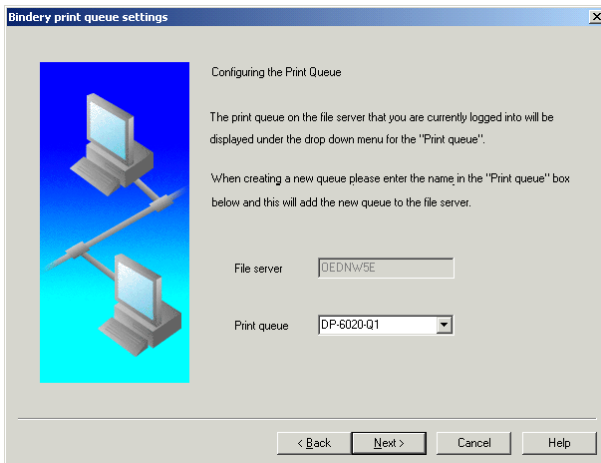 Bindery print queue settings
Configuring the Print Queue
The print queue on the file server that you are currently logged into will be
displayed under the drop down menu for the "Print queue".
When creating a new queue please enter the name in the "Print queue" box
below and this will add the new queue to the file server.
File server OEDNW5E
Print queue DP-6020-Q1
< Back Next > Cancel Help